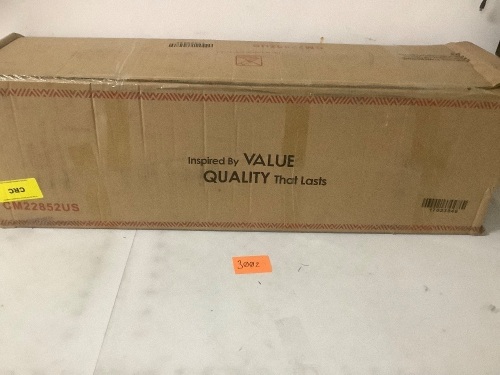 Inspired By VALUE
QUALITY That Lasts
CRC
CM22852US
3002